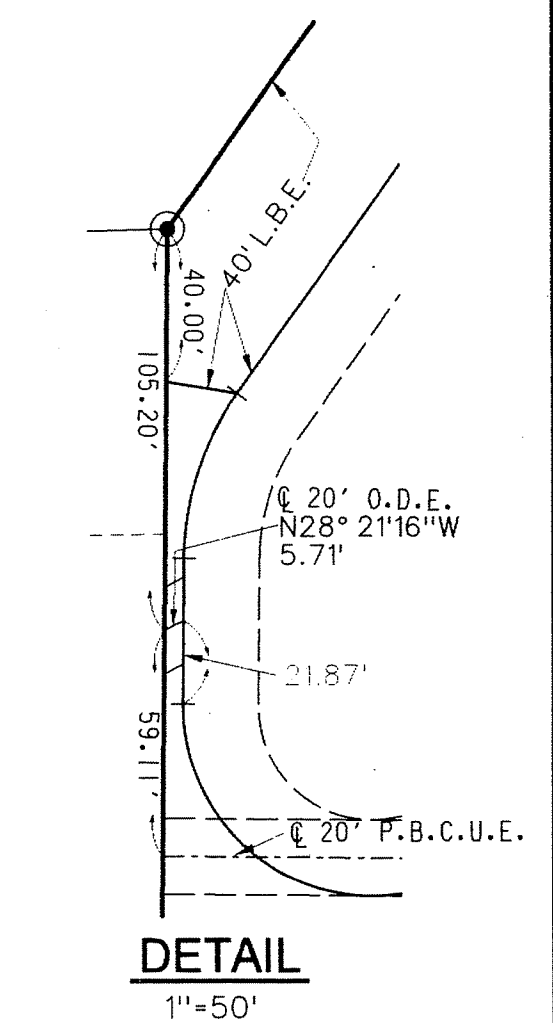 40' L.B.E.
40.00'
105.20'
℄ 20' O.D.E.
N28° 21'16"W
5.71'
21.87'
59.11'
℄ 20' P.B.C.U.E.
DETAIL
1"=50'